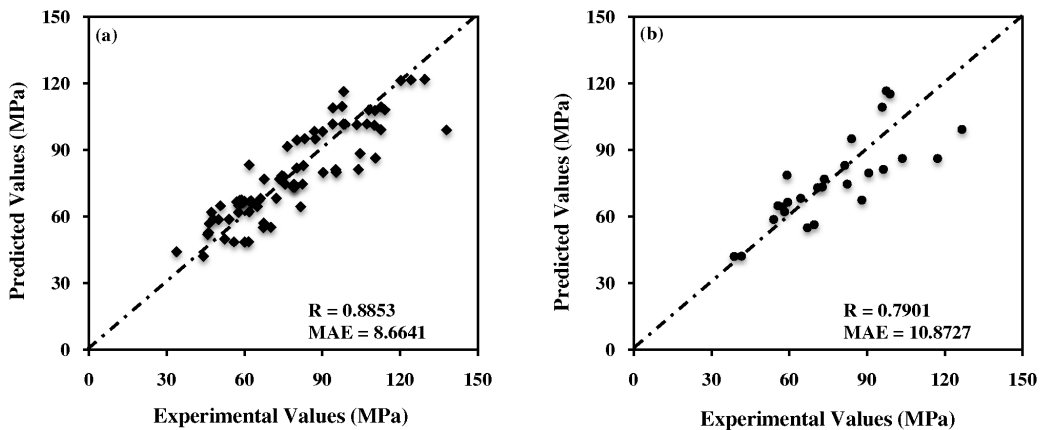 (a)
Predicted Values (MPa)
150
120
90
60
30
0
R = 0.8853
MAE = 8.6641
0 30 60 90 120 150
Experimental Values (MPa)
(b)
Predicted Values (MPa)
150
120
90
60
30
0
R = 0.7901
MAE = 10.8727
0 30 60 90 120 150
Experimental Values (MPa)